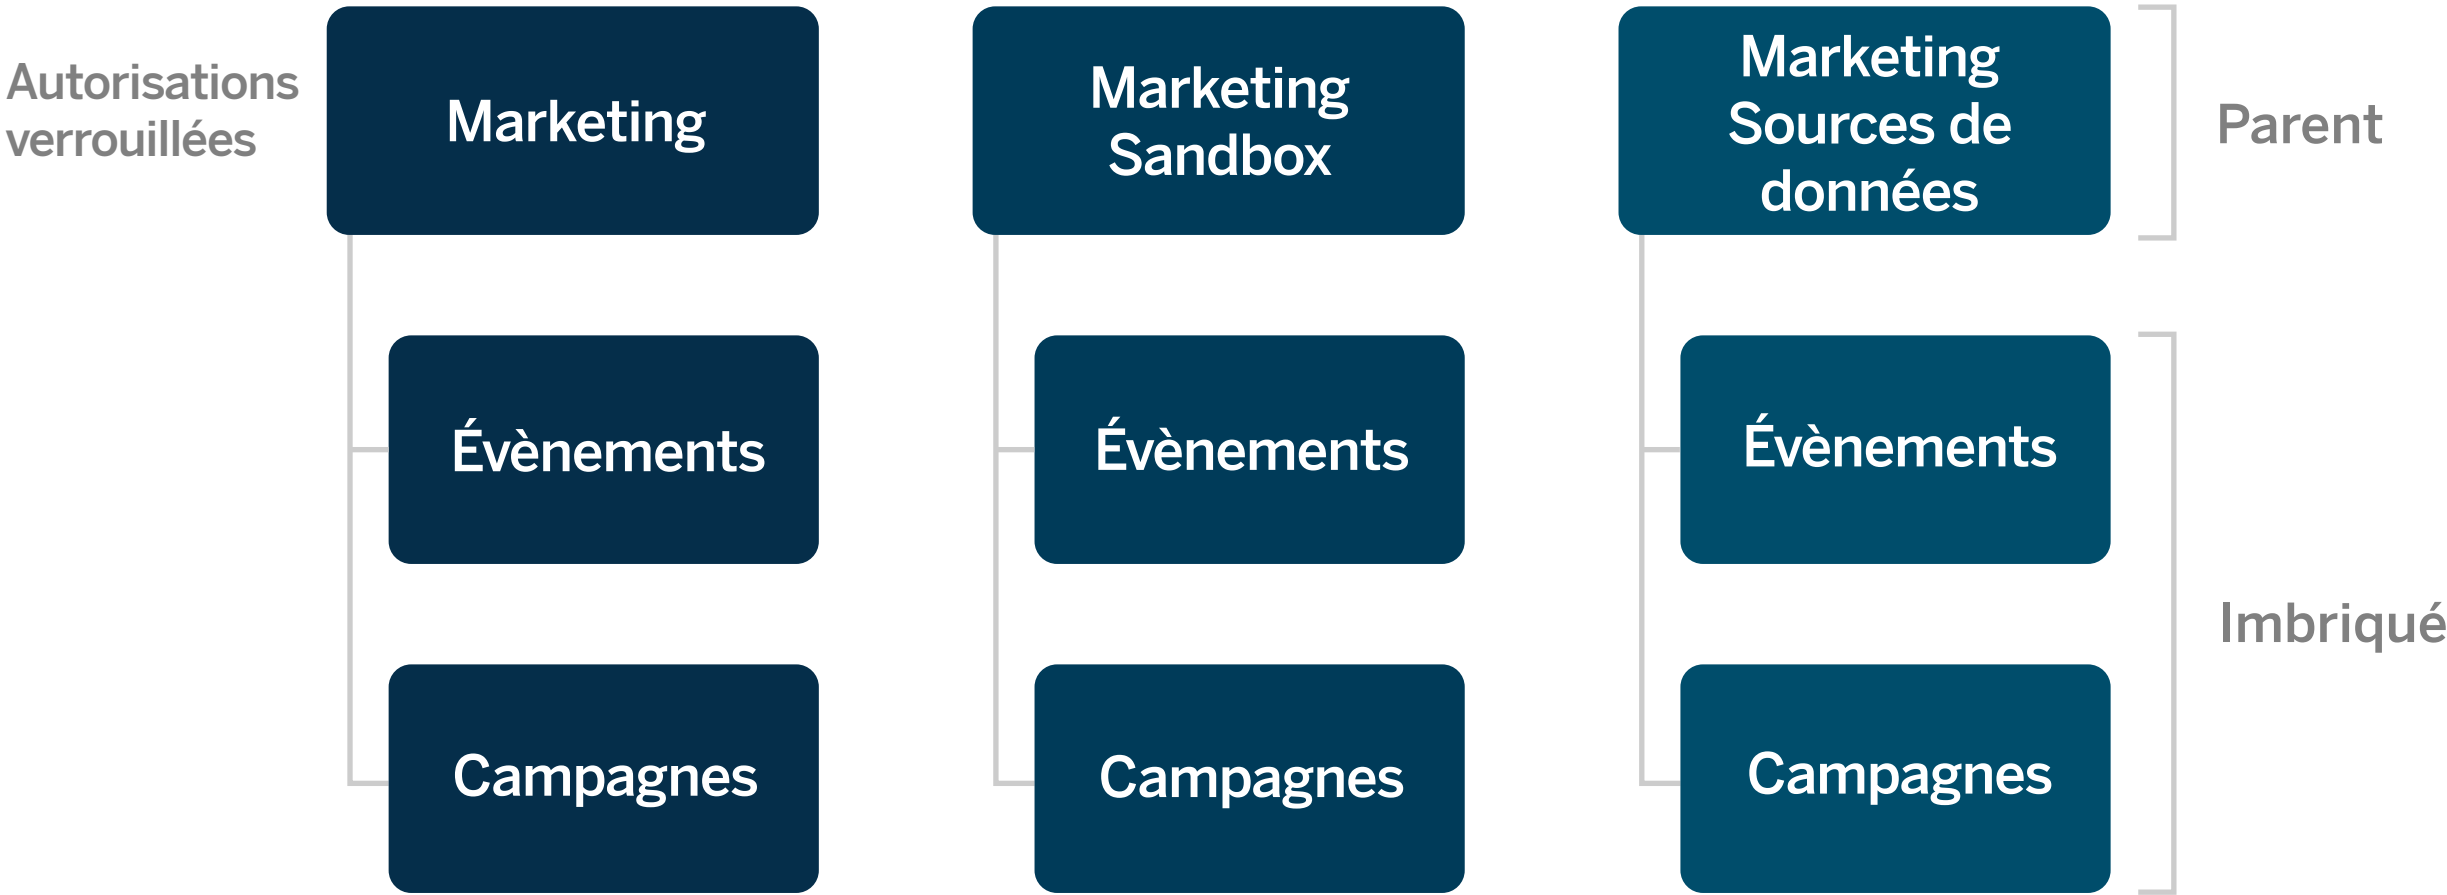 Autorisations
verrouillées
Marketing
Marketing
Sandbox
Marketing
Sources de
données
Parent
Évènements
Évènements
Évènements
Imbriqué
Campagnes
Campagnes
Campagnes